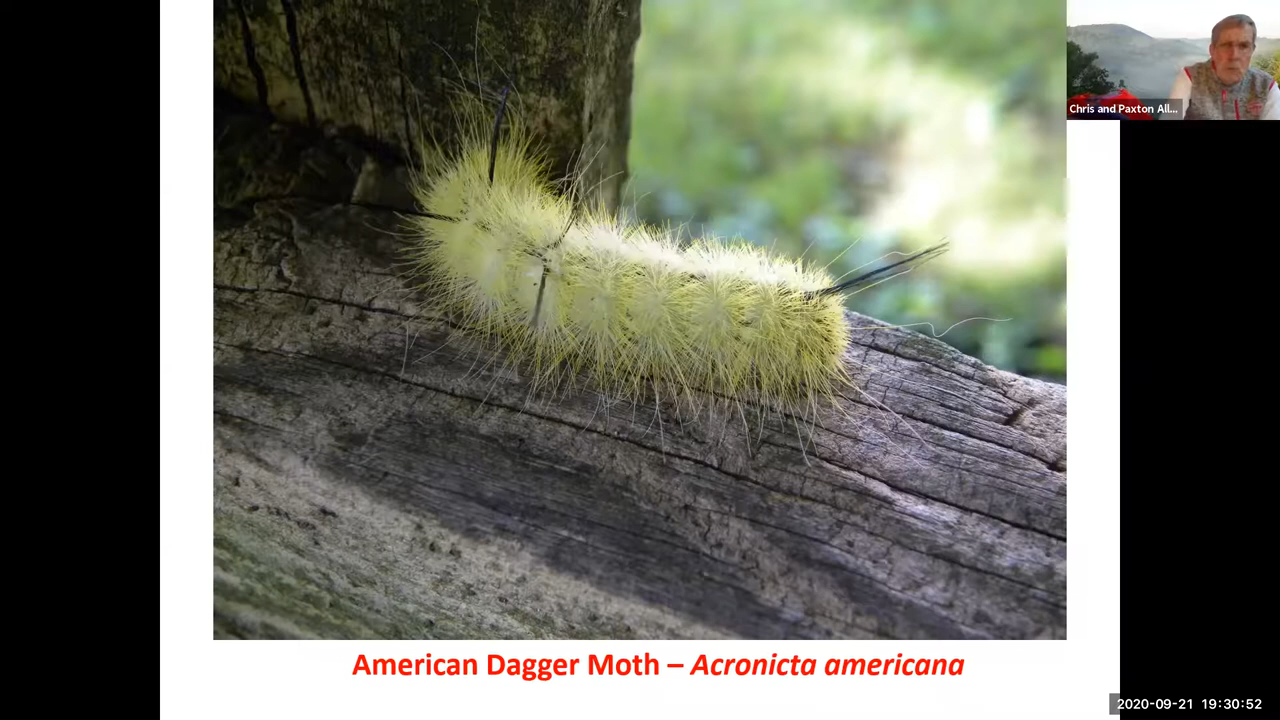 Chris and Paxton All...
American Dagger Moth – Acronicta americana
2020-09-21 19:30:52